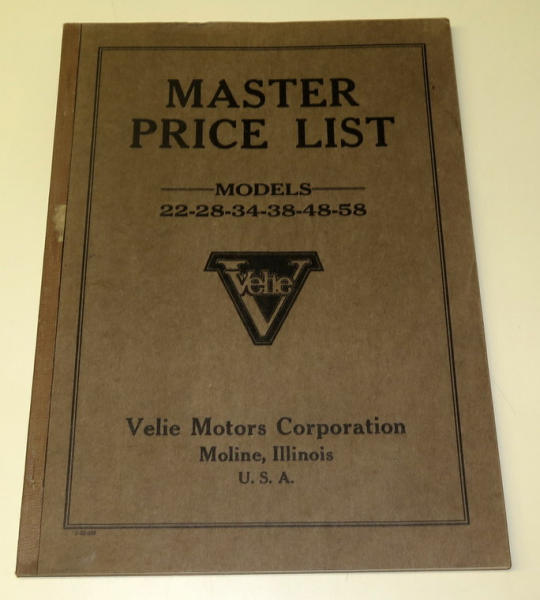 MASTER
PRICE LIST
MODELS
22-28-34-38-48-58
Velie
Velie Motors Corporation
Moline, Illinois
U. S. A.